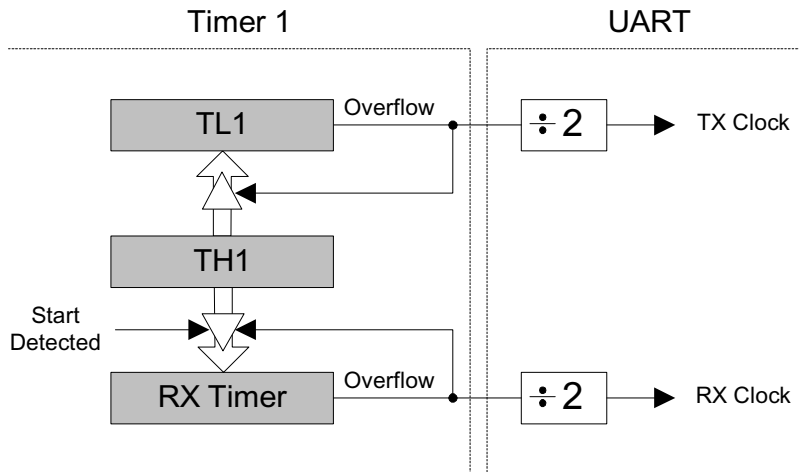 Timer 1
UART
TL1
Overflow
÷ 2
TX Clock
TH1
Start
Detected
RX Timer
Overflow
÷ 2
RX Clock